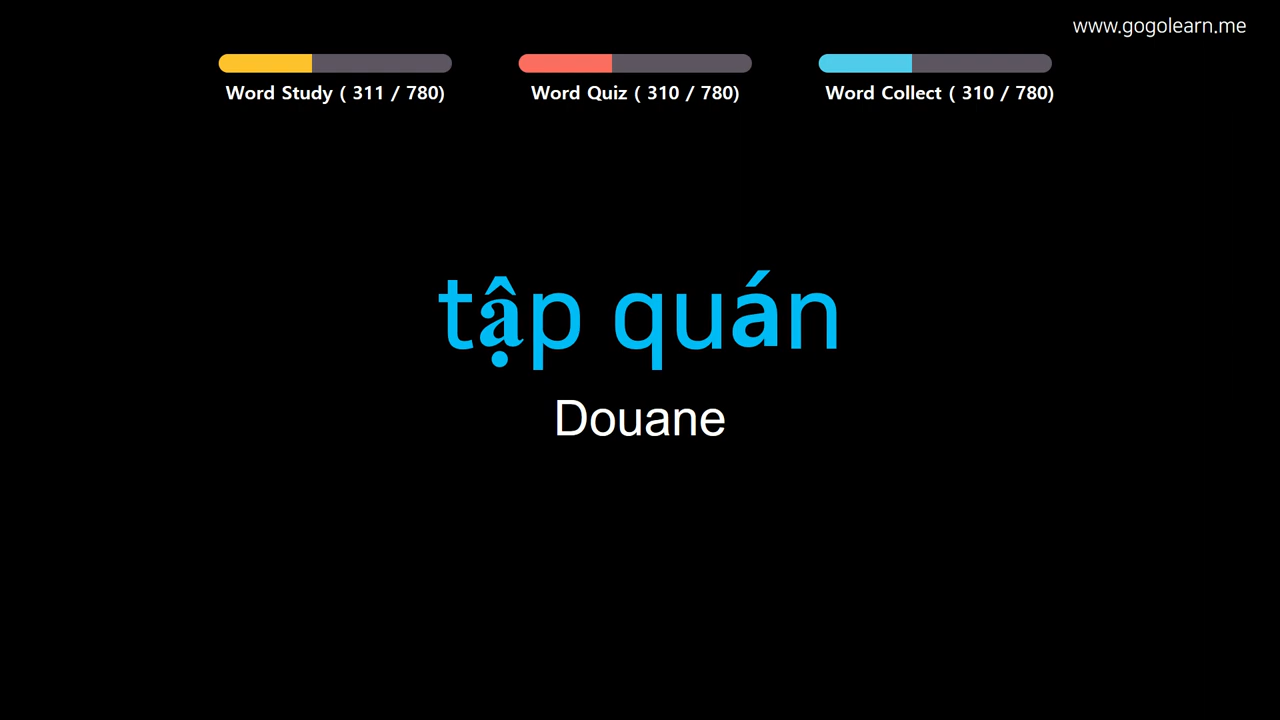 www.gogolearn.me
Word Study ( 311 / 780)
Word Quiz ( 310 / 780)
Word Collect ( 310 / 780)
tập quán
Douane